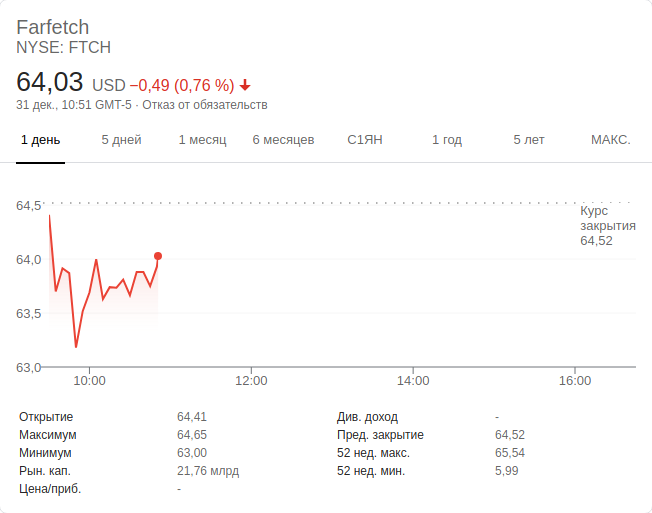 Farfetch
NYSE: FTCH
64,03 USD −0,49 (0,76 %)
31 дек., 10:51 GMT-5 · Отказ от обязательств
1 день 5 дней 1 месяц 6 месяцев С1ЯН 1 год 5 лет МАКС.
64,5
Курс
закрытия
64,52
64,0
63,5
63,0
10:00 12:00 14:00 16:00
Открытие 64,41 Див. доход -
Максимум 64,65 Пред. закрытие 64,52
Минимум 63,00 52 нед. макс. 65,54
Рын. кап. 21,76 млрд 52 нед. мин. 5,99
Цена/приб. -